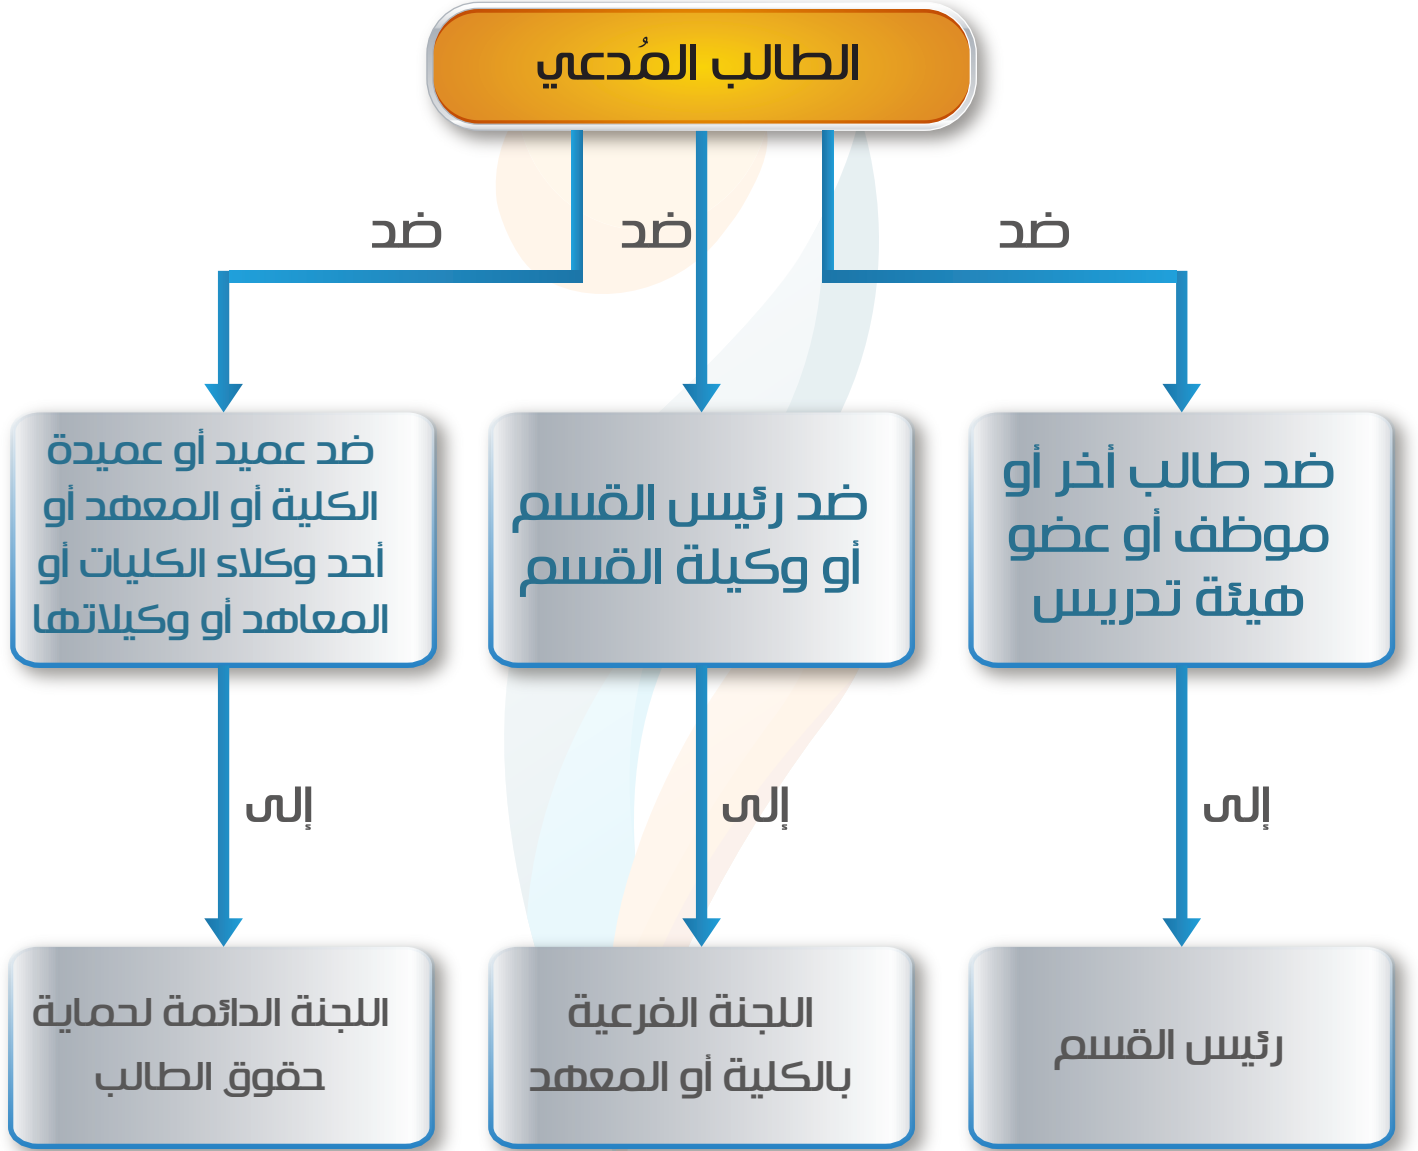 الطالب المُدعي
ضد
ضد
ضد
ضد طالب أخر أو
موظف أو عضو
هيئة تدريس
ضد رئيس القسم
أو وكيلة القسم
ضد عميد أو عميدة
الكلية أو المعهد أو
أحد وكلاء الكليات أو
المعاهد أو وكيلاتها
إلى
إلى
إلى
رئيس القسم
اللجنة الفرعية
بالكلية أو المعهد
اللجنة الدائمة لحماية
حقوق الطالب